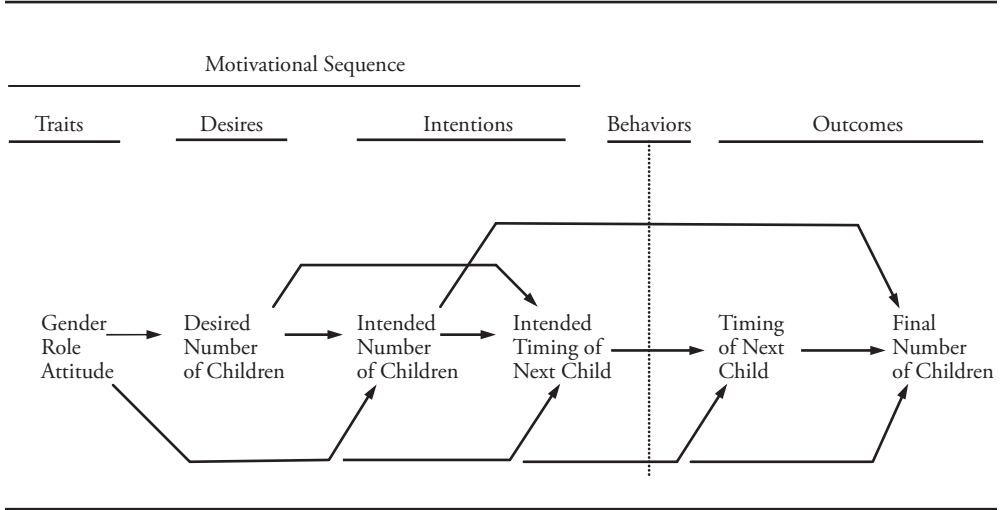 Motivational Sequence
Traits
Desires
Intentions
Behaviors
Outcomes
Gender
Role
Attitude
Desired
Number
of Children
Intended
Number
of Children
Intended
Timing of
Next Child
Timing
of Next
Child
Final
Number
of Children